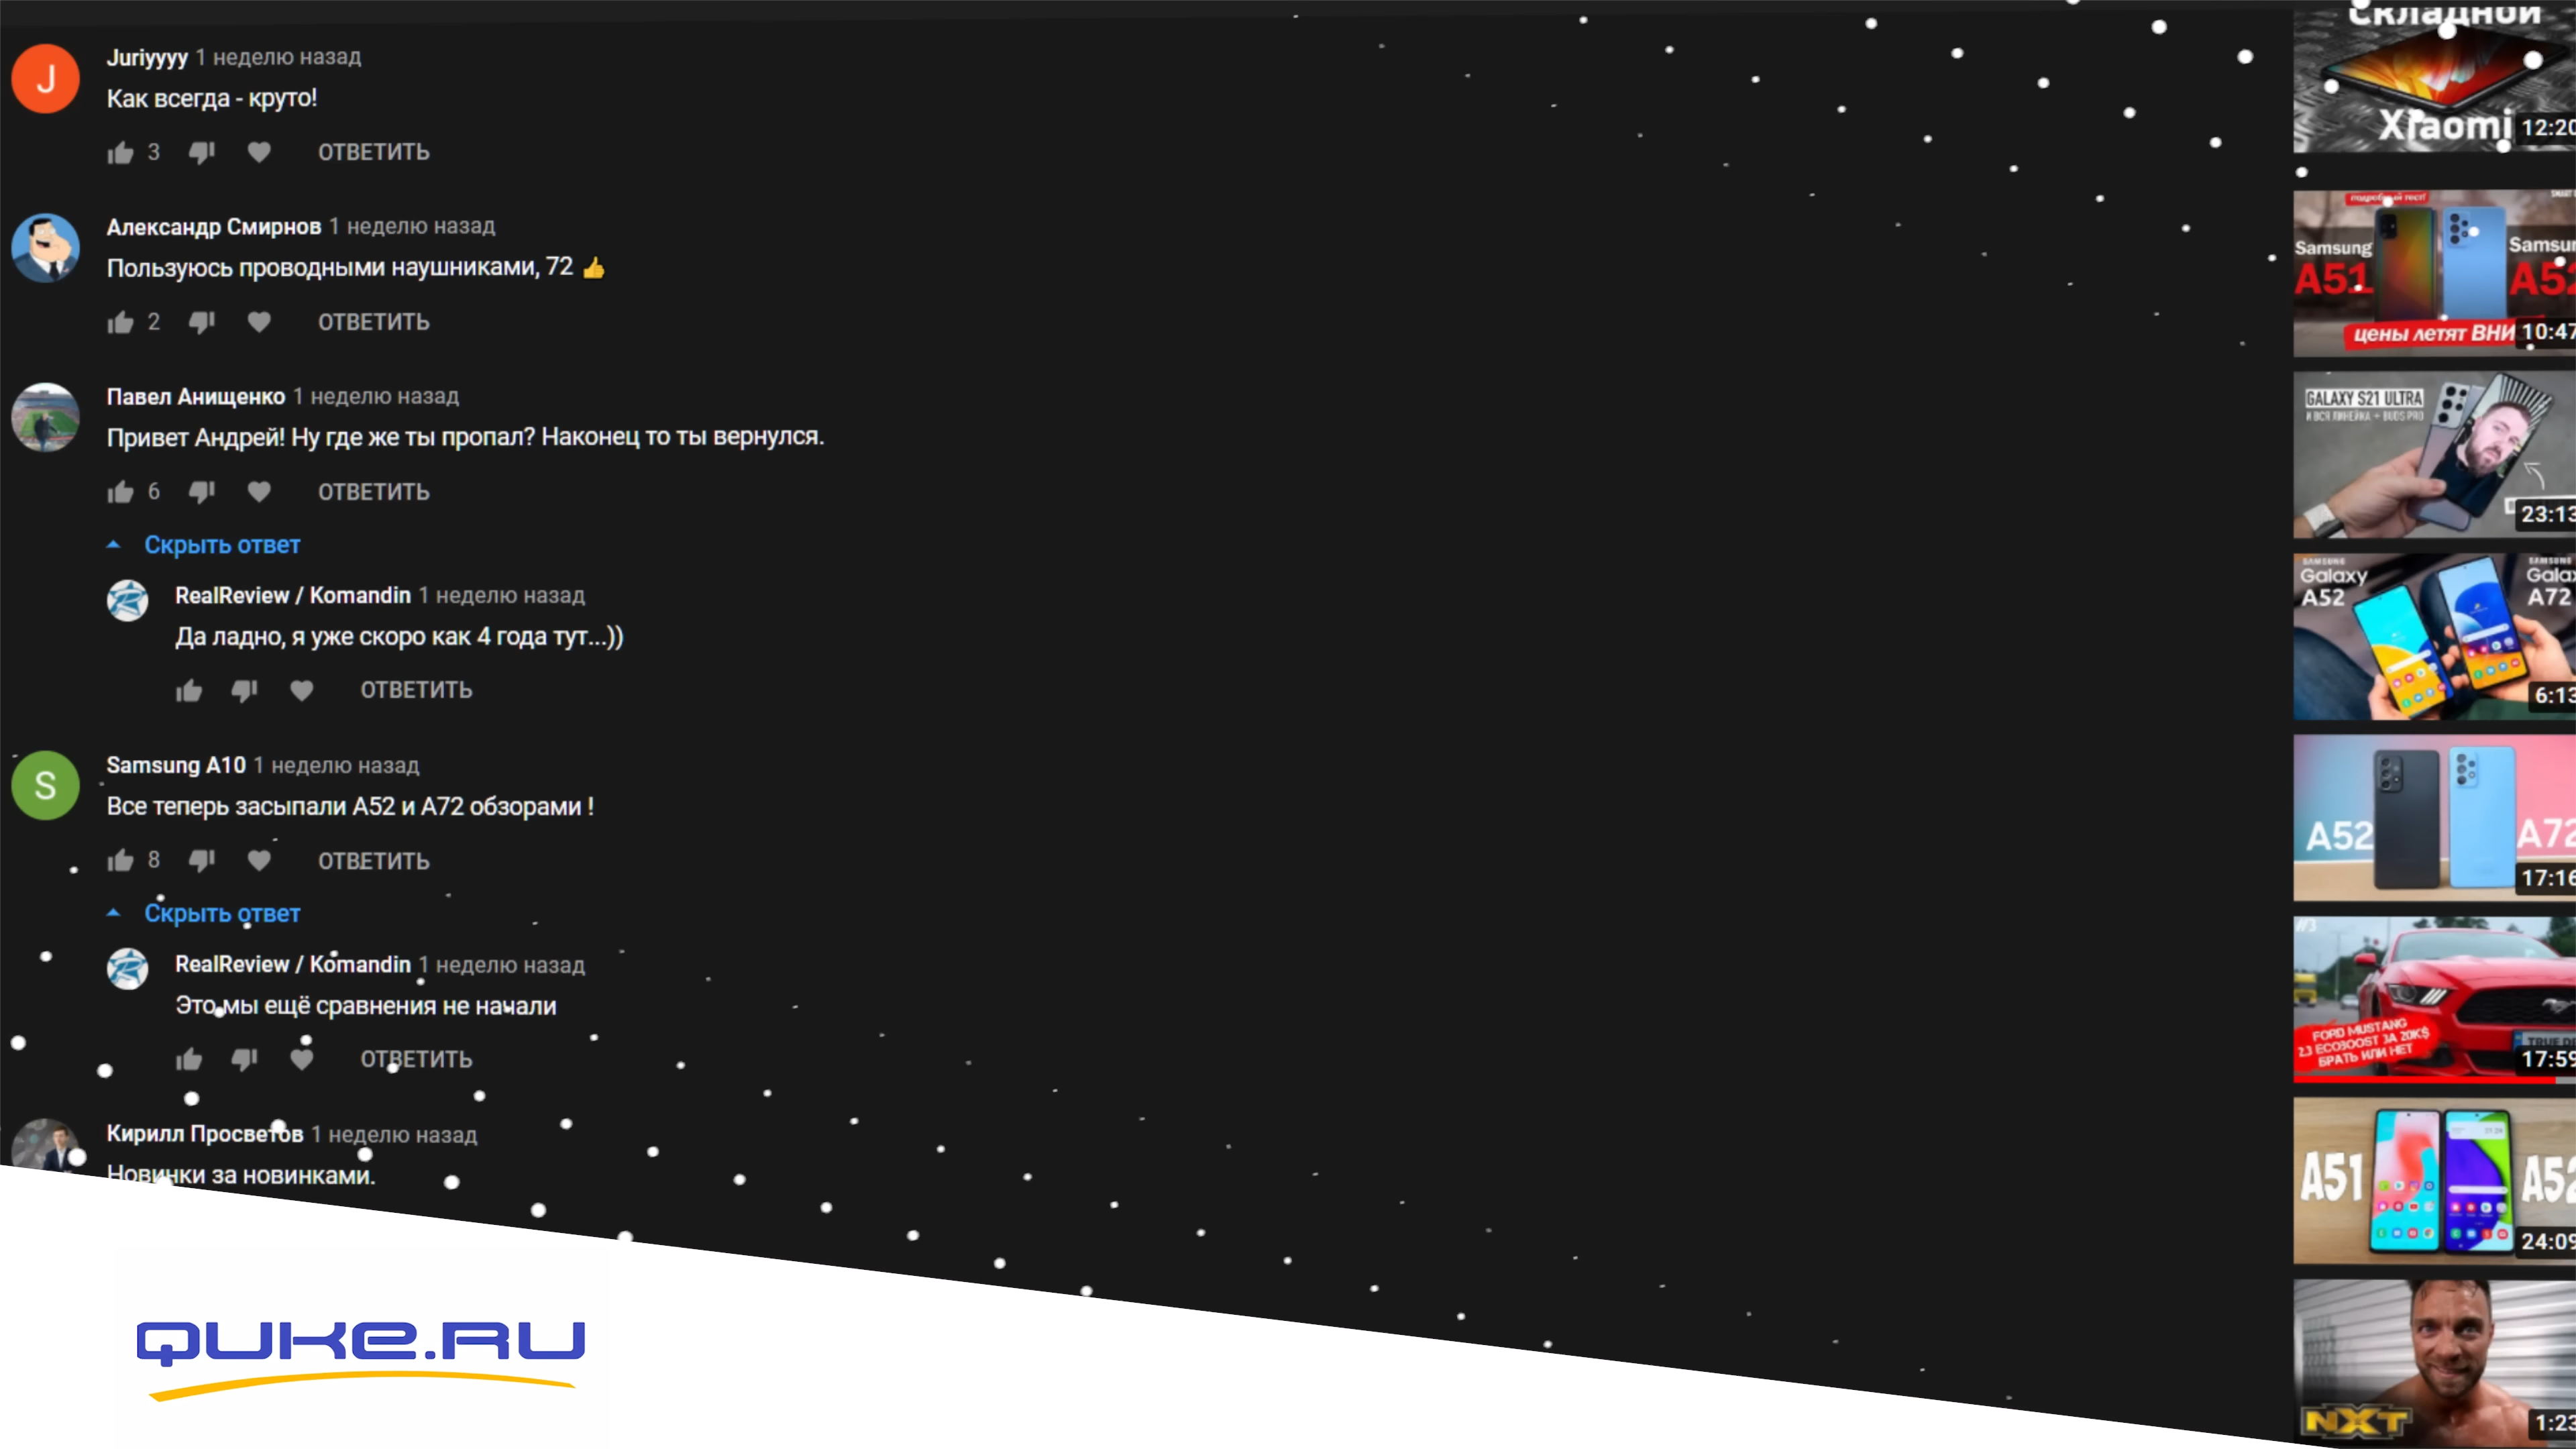 Juriyyyy 1 неделю назад
Как всегда - круто!
3 ОТВЕТИТЬ
Александр Смирнов 1 неделю назад
Пользуюсь проводными наушниками, 72 👍
2 ОТВЕТИТЬ
Павел Анищенко 1 неделю назад
Привет Андрей! Ну где же ты пропал? Наконец то ты вернулся.
6 ОТВЕТИТЬ
Скрыть ответ
RealReview / Komandin 1 неделю назад
Да ладно, я уже скоро как 4 года тут...))
ОТВЕТИТЬ
Samsung A10 1 неделю назад
Все теперь засыпали А52 и А72 обзорами !
8 ОТВЕТИТЬ
Скрыть ответ
RealReview / Komandin 1 неделю назад
Это мы ещё сравнения не начали
ОТВЕТИТЬ
Кирилл Просветов 1 неделю назад
Новинки за новинками.
QUKE.RU
J
S
складной
Xiaomi
12:20
подробный тест!
Samsung
A51
Samsu
A52
цены летят ВНИ
10:47
GALAXY S21 ULTRA
И ВСЯ ЛИНЕЙКА + BUDS PRO
23:13
SAMSUNG
Galaxy
A52
SAMSUNG
Gala
A72
6:13
A52
A72
17:16
//3
FORD MUSTANG
2.3 ECOBOOST ЗА 20K$
БРАТЬ ИЛИ НЕТ
17:59
A51
A52
24:09
NXT
1:23